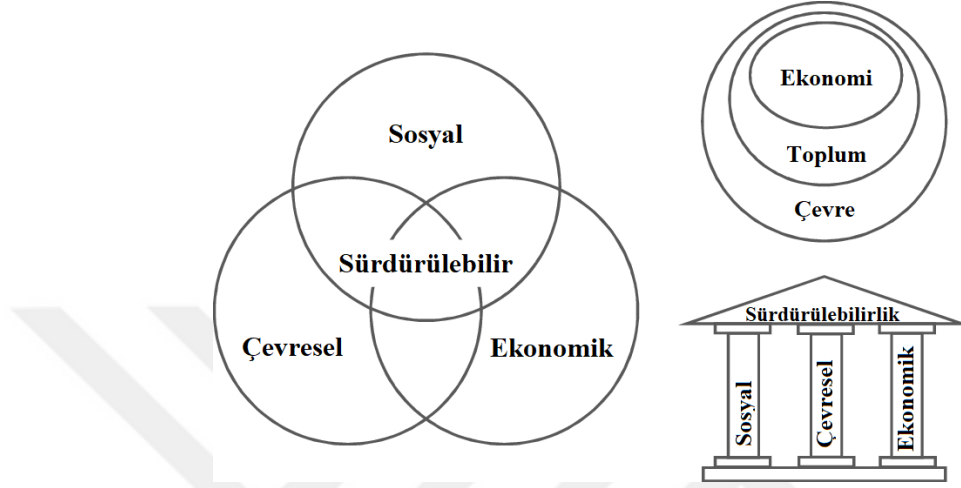 Sosyal
Sürdürülebilir
Çevresel
Ekonomik
Ekonomi
Toplum
Çevre
Sürdürülebilirlik
Sosyal
Çevresel
Ekonomik